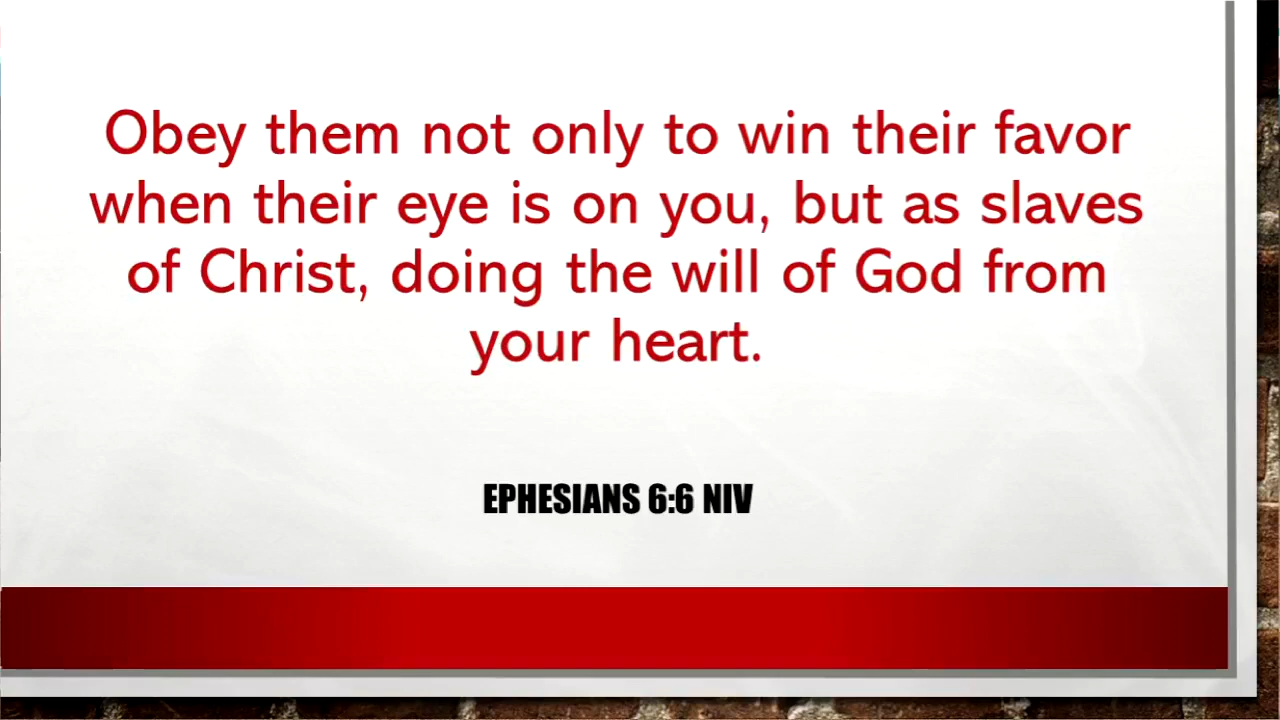 Obey them not only to win their favor
when their eye is on you, but as slaves
of Christ, doing the will of God from
your heart.
EPHESIANS 6:6 NIV